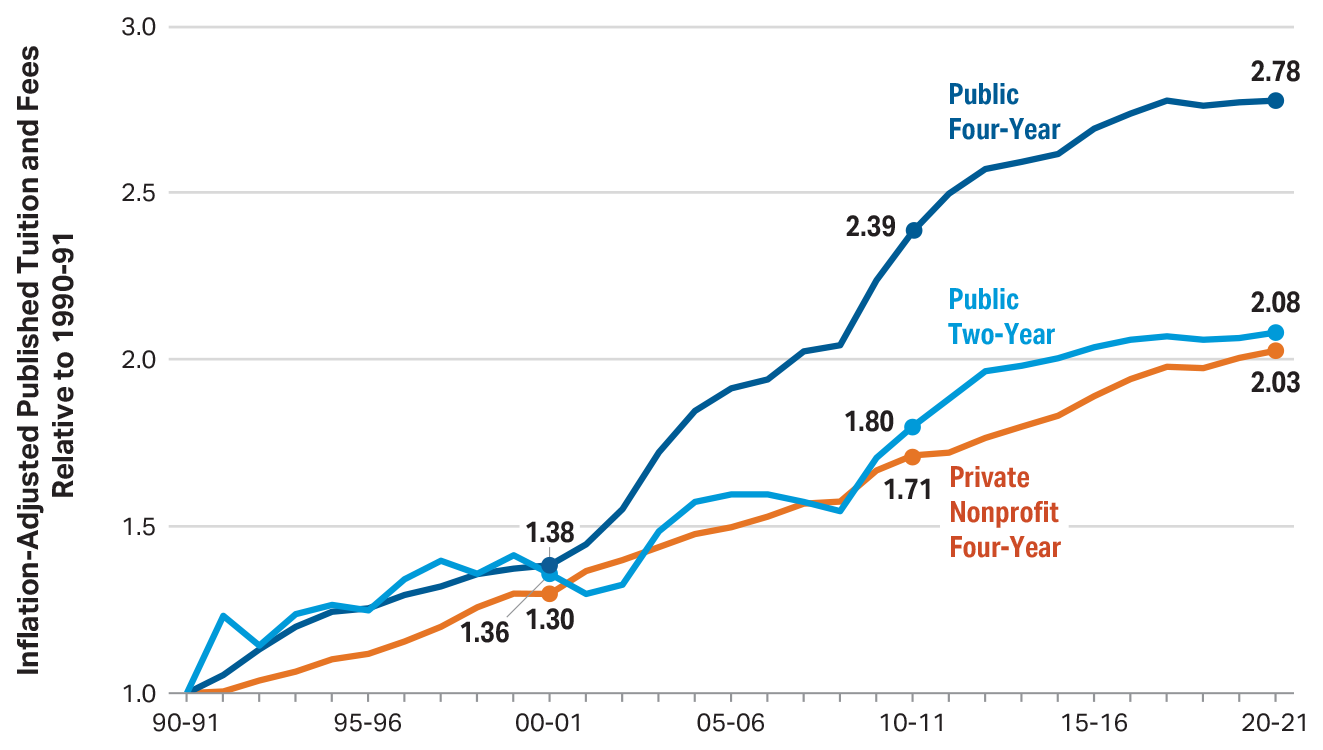 Inflation-Adjusted Published Tuition and Fees
Relative to 1990-91
3.0
2.5
2.0
1.5
1.0
2.78
Public
Four-Year
2.39
Public
Two-Year
2.08
2.03
1.80
1.71
Private
Nonprofit
Four-Year
1.38
1.36
1.30
90-91
95-96
00-01
05-06
10-11
15-16
20-21